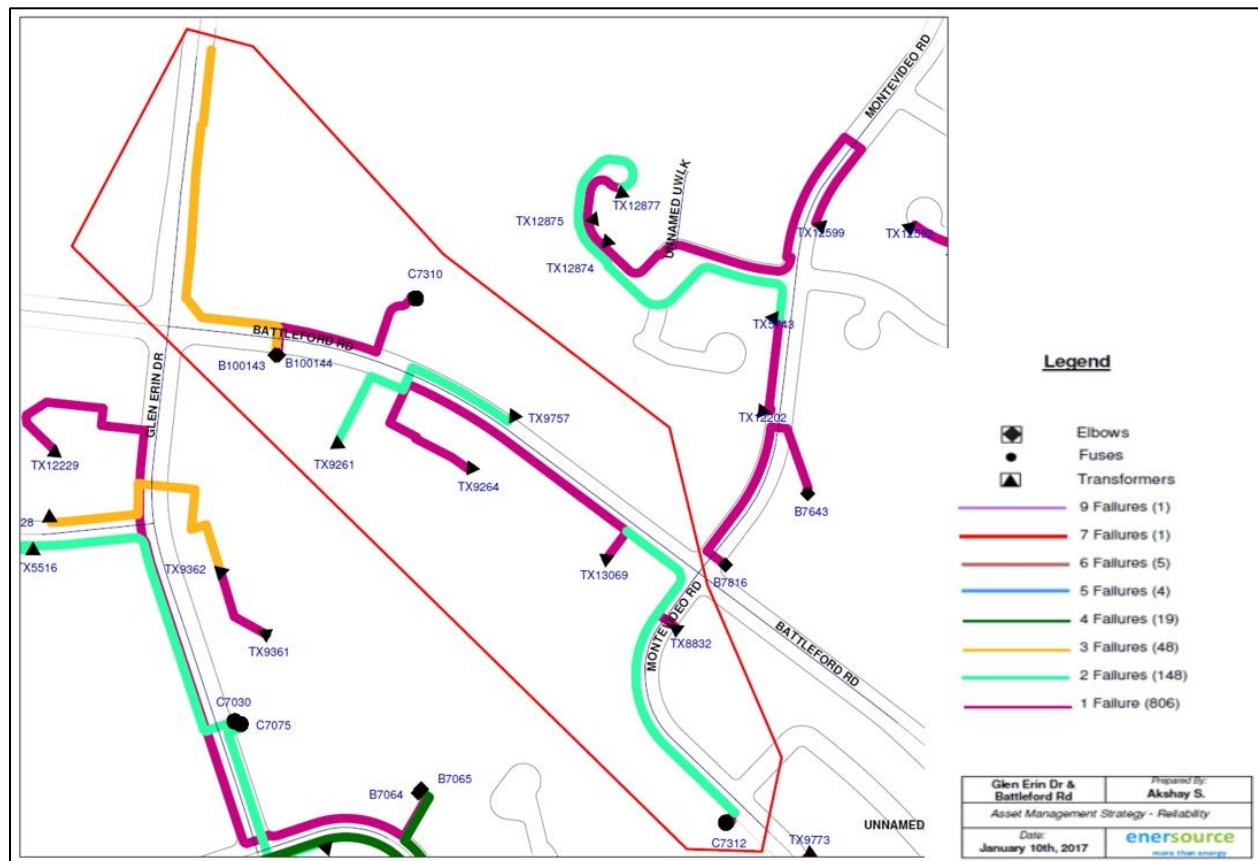 MONTEVIDEO RD
UNNAMED UWLK
TX12877
TX12875
TX12874
TX12599
C7310
BATTLEFORD RD
B100143
B100144
GLEN ERIN DR
TX9757
TX12202
TX12229
TX9261
TX9264
B7643
28
TX5516
TX9362
TX13069
B7816
MONTEVIDEO RD
TX8832
BATTLEFORD RD
TX9361
C7030
C7075
B7065
B7064
C7312
UNNAMED
TX9773
Legend
Elbows
Fuses
Transformers
9 Failures (1)
7 Failures (1)
6 Failures (5)
5 Failures (4)
4 Failures (19)
3 Failures (48)
2 Failures (148)
1 Failure (806)
Glen Erin Dr &
Battleford Rd
Prepared By:
Akshay S.
Asset Management Strategy - Reliability
Date:
January 10th, 2017
enersource
more than energy